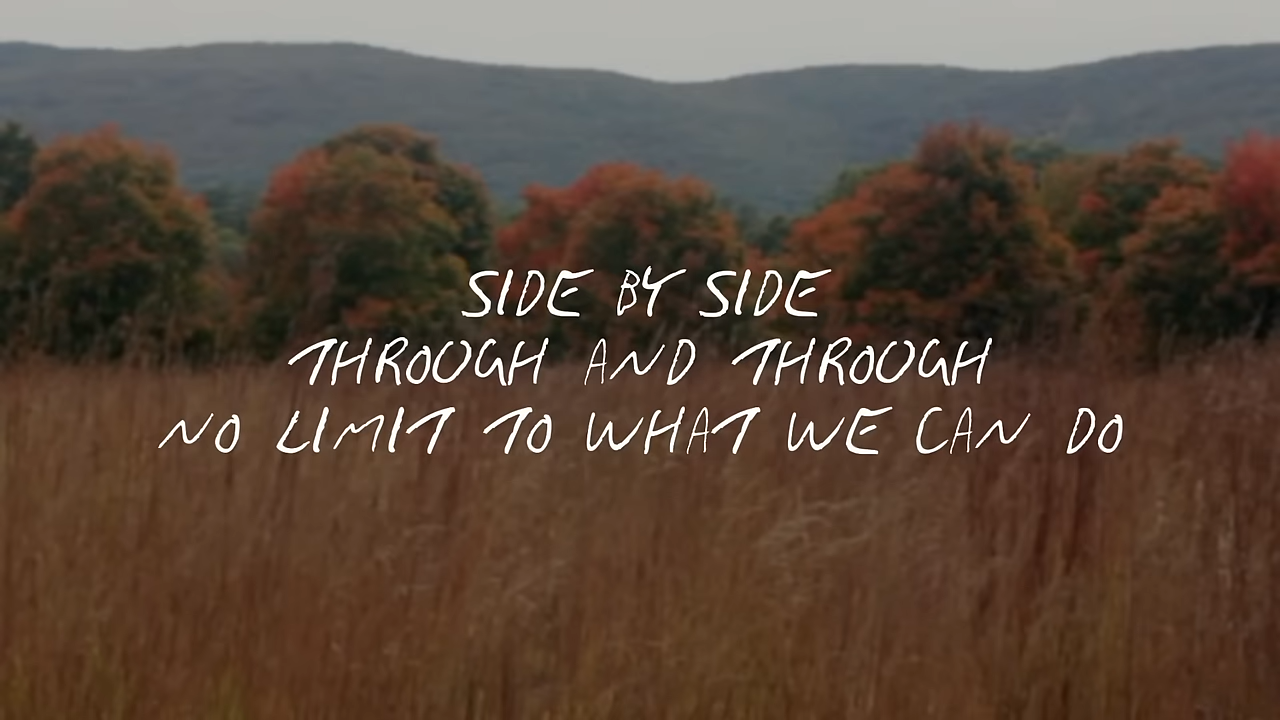 SIDE BY SIDE
THROUGH AND THROUGH
NO LIMIT TO WHAT WE CAN DO